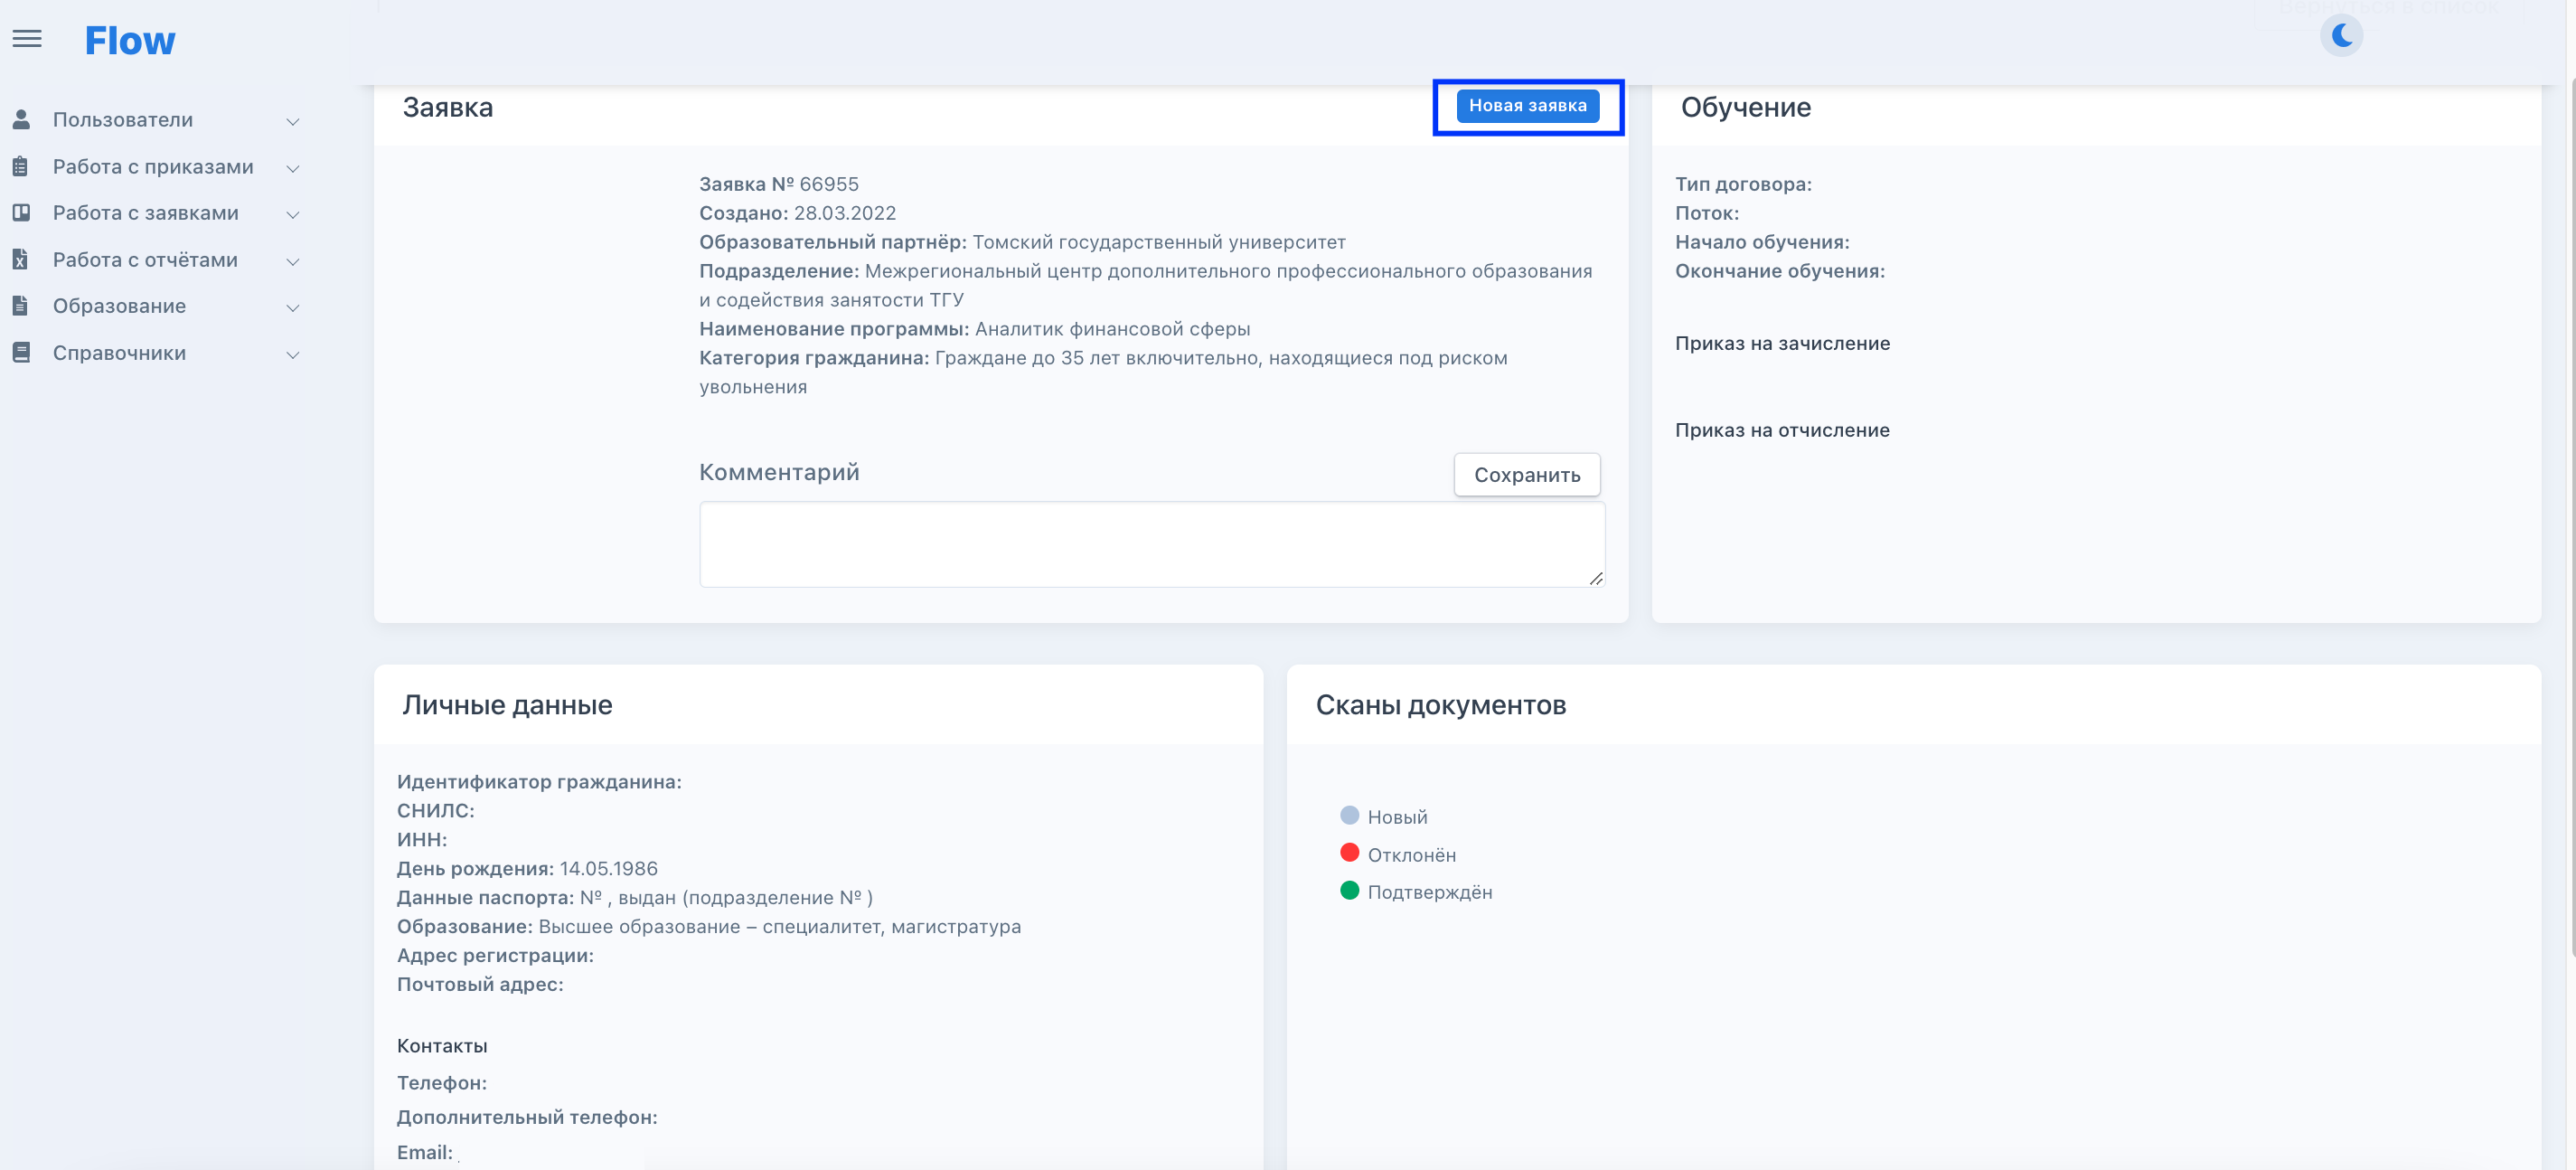 Вернуться в список
Flow
Пользователи
Работа с приказами
Работа с заявками
Работа с отчётами
Образование
Справочники
Заявка
Новая заявка
Заявка № 66955
Создано: 28.03.2022
Образовательный партнёр: Томский государственный университет
Подразделение: Межрегиональный центр дополнительного профессионального образования
и содействия занятости ТГУ
Наименование программы: Аналитик финансовой сферы
Категория гражданина: Граждане до 35 лет включительно, находящиеся под риском
увольнения
Комментарий
Сохранить
Обучение
Тип договора:
Поток:
Начало обучения:
Окончание обучения:
Приказ на зачисление
Приказ на отчисление
Личные данные
Идентификатор гражданина:
СНИЛС:
ИНН:
День рождения: 14.05.1986
Данные паспорта: № , выдан (подразделение № )
Образование: Высшее образование – специалитет, магистратура
Адрес регистрации:
Почтовый адрес:
Контакты
Телефон:
Дополнительный телефон:
Email:
Сканы документов
Новый
Отклонён
Подтверждён